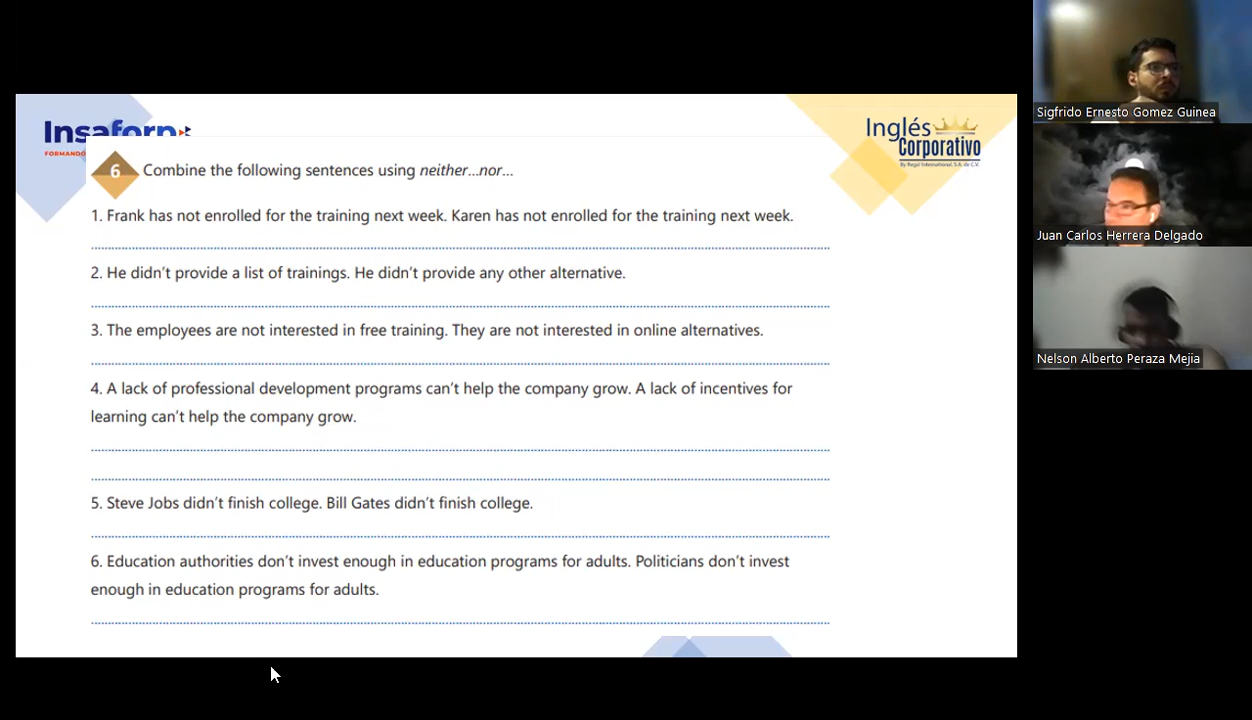 Insaforp
FORMANDO
Inglés
Corporativo
By Regal International, S.A. de C.V.
6 Combine the following sentences using neither...nor...
1. Frank has not enrolled for the training next week. Karen has not enrolled for the training next week.
2. He didn't provide a list of trainings. He didn't provide any other alternative.
3. The employees are not interested in free training. They are not interested in online alternatives.
4. A lack of professional development programs can't help the company grow. A lack of incentives for
learning can't help the company grow.
5. Steve Jobs didn't finish college. Bill Gates didn't finish college.
6. Education authorities don't invest enough in education programs for adults. Politicians don't invest
enough in education programs for adults.
Sigfrido Ernesto Gomez Guinea
Juan Carlos Herrera Delgado
Nelson Alberto Peraza Mejia